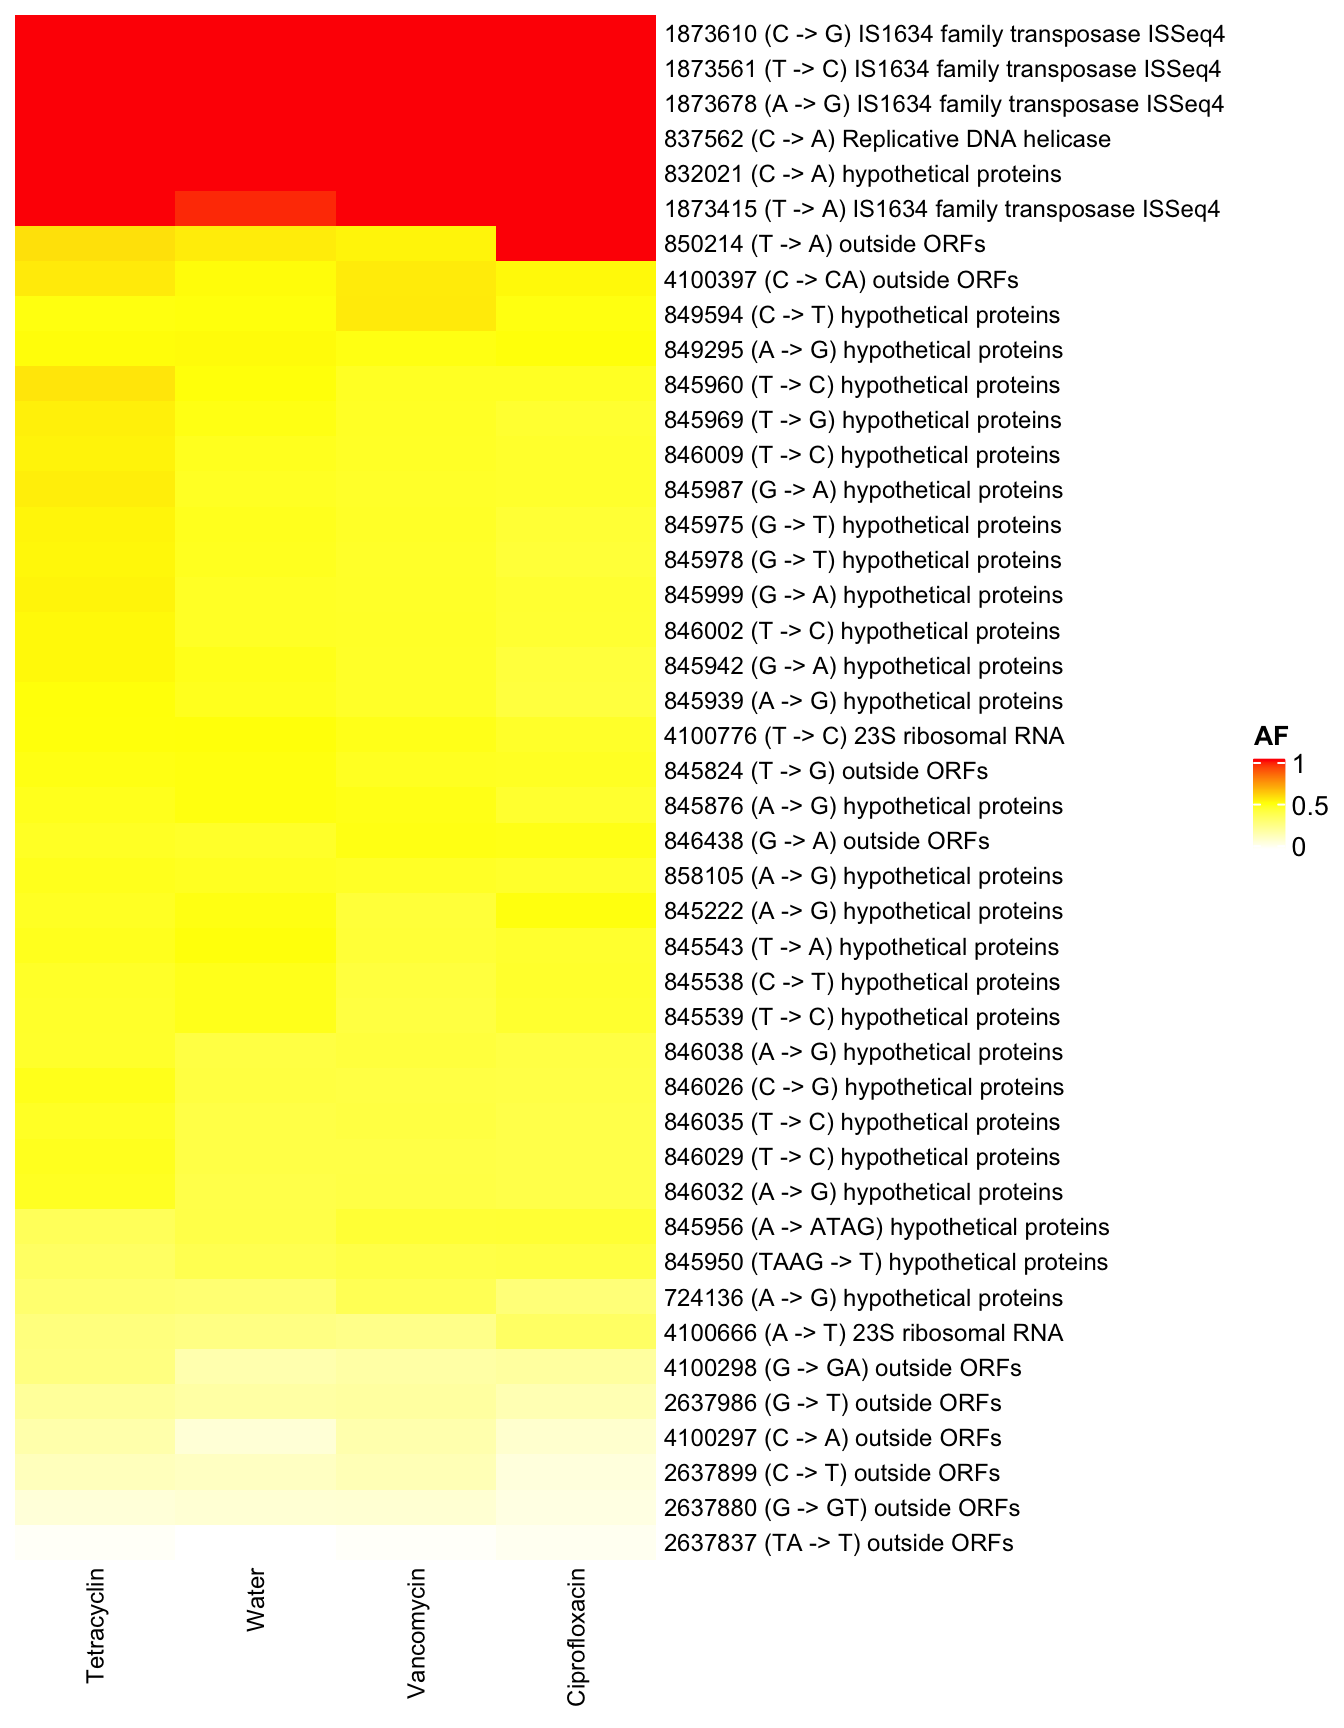 1873610 (C -> G) IS1634 family transposase ISSeq4
1873561 (T -> C) IS1634 family transposase ISSeq4
1873678 (A -> G) IS1634 family transposase ISSeq4
837562 (C -> A) Replicative DNA helicase
832021 (C -> A) hypothetical proteins
1873415 (T -> A) IS1634 family transposase ISSeq4
850214 (T -> A) outside ORFs
4100397 (C -> CA) outside ORFs
849594 (C -> T) hypothetical proteins
849295 (A -> G) hypothetical proteins
845960 (T -> C) hypothetical proteins
845969 (T -> G) hypothetical proteins
846009 (T -> C) hypothetical proteins
845987 (G -> A) hypothetical proteins
845975 (G -> T) hypothetical proteins
845978 (G -> T) hypothetical proteins
845999 (G -> A) hypothetical proteins
846002 (T -> C) hypothetical proteins
845942 (G -> A) hypothetical proteins
845939 (A -> G) hypothetical proteins
4100776 (T -> C) 23S ribosomal RNA
845824 (T -> G) outside ORFs
845876 (A -> G) hypothetical proteins
846438 (G -> A) outside ORFs
858105 (A -> G) hypothetical proteins
845222 (A -> G) hypothetical proteins
845543 (T -> A) hypothetical proteins
845538 (C -> T) hypothetical proteins
845539 (T -> C) hypothetical proteins
846038 (A -> G) hypothetical proteins
846026 (C -> G) hypothetical proteins
846035 (T -> C) hypothetical proteins
846029 (T -> C) hypothetical proteins
846032 (A -> G) hypothetical proteins
845956 (A -> ATAG) hypothetical proteins
845950 (TAAG -> T) hypothetical proteins
724136 (A -> G) hypothetical proteins
4100666 (A -> T) 23S ribosomal RNA
4100298 (G -> GA) outside ORFs
2637986 (G -> T) outside ORFs
4100297 (C -> A) outside ORFs
2637899 (C -> T) outside ORFs
2637880 (G -> GT) outside ORFs
2637837 (TA -> T) outside ORFs
Tetracyclin
Water
Vancomycin
Ciprofloxacin
AF
1
0.5
0